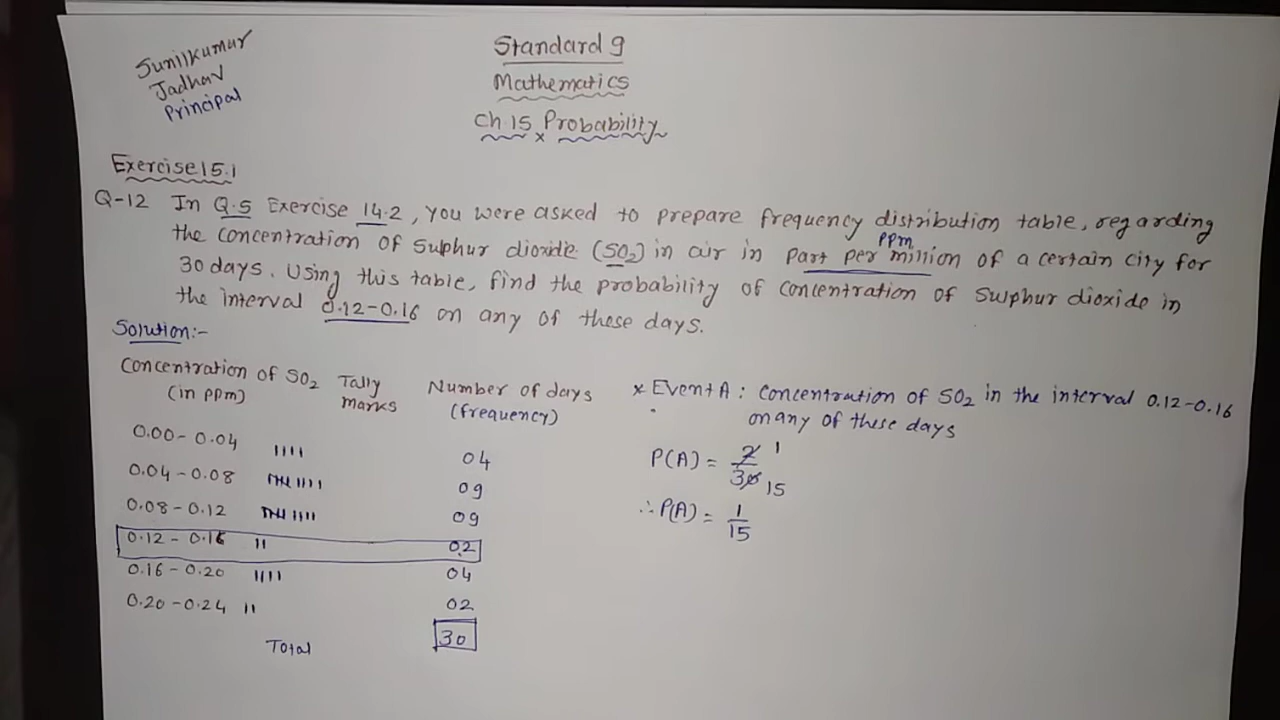 Sunilkumar
Jadhav
Principal
Standard 9
Mathematics
Ch 15 Probability
x
Exercise 15.1
Q-12 In Q.5 Exercise 14.2, you were asked to prepare frequency distribution table, regarding
ppm
the concentration of Sulphur dioxide (SO₂) in air in part per million of a certain city for
30 days. Using this table, find the probability of concentration of Sulphur dioxide in
the interval 0.12-0.16 on any of these days.
Solution:-
Concentration of SO₂ Tally Number of days
(in ppm) Marks (frequency)
0.00-0.04 |||| 04
0.04-0.08 𝍸 |||| 09
0.08-0.12 𝍸 |||| 09
0.12-0.16 || 02
0.16-0.20 |||| 04
0.20-0.24 || 02
Total 30
* Event A : Concentration of SO₂ in the interval 0.12-0.16
on any of these days
P(A) = 2/30 1 15
∴ P(A) = 1/15